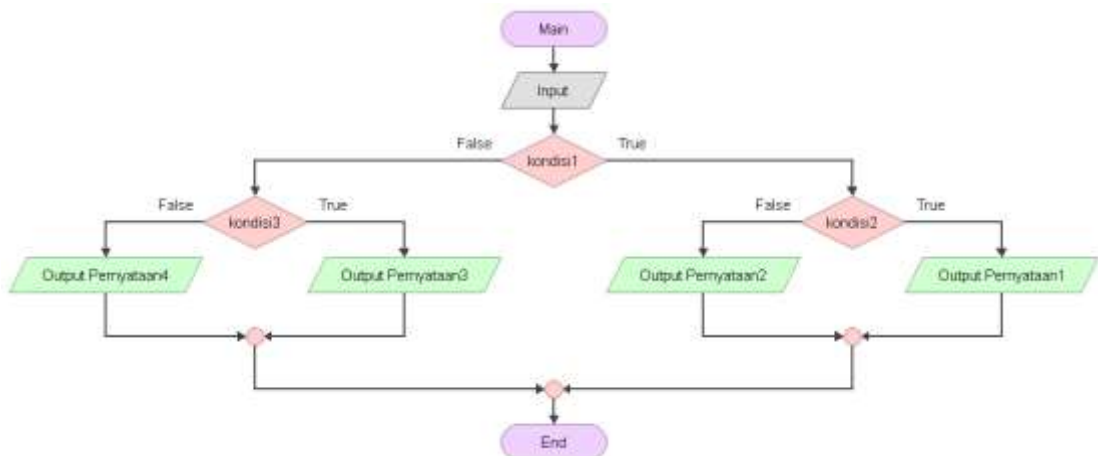 Main
Input
False
True
kondisi1
False
True
False
True
kondisi3
kondisi2
Output Pernyataan4
Output Pernyataan3
Output Pernyataan2
Output Pernyataan1
End